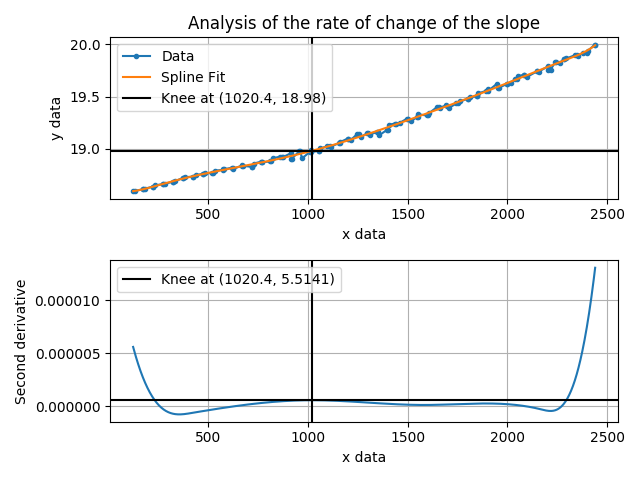 Analysis of the rate of change of the slope
20.0
19.5
19.0
y data
Data
Spline Fit
Knee at (1020.4, 18.98)
500
1000
1500
2000
2500
x data
0.000010
0.000005
0.000000
Second derivative
Knee at (1020.4, 5.5141)
500
1000
1500
2000
2500
x data